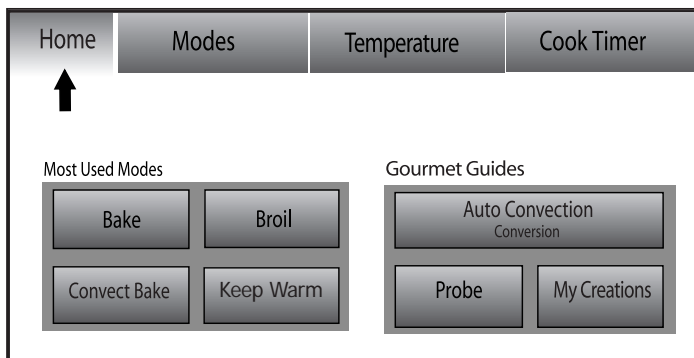 Home Modes Temperature Cook Timer
Most Used Modes
Bake Broil
Convect Bake Keep Warm
Gourmet Guides
Auto Convection
Conversion
Probe My Creations